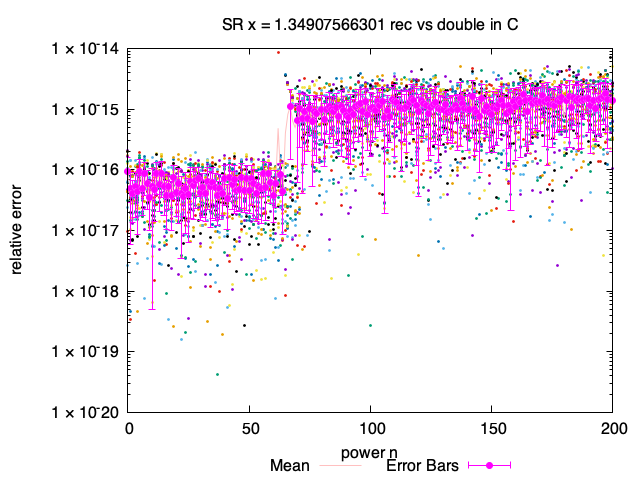 SR x = 1.34907566301 rec vs double in C
1 × 10^-14
1 × 10^-15
1 × 10^-16
1 × 10^-17
1 × 10^-18
1 × 10^-19
1 × 10^-20
relative error
0 50 100 150 200
power n
Mean Error Bars